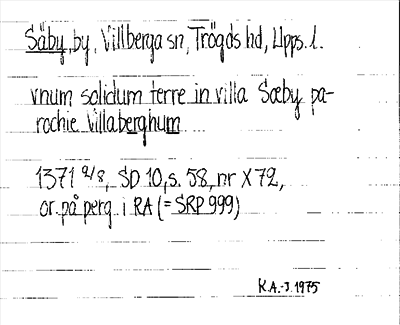 Säby, by, Villberga sn, Trögds hd, Upps. l.
vnum solidum terre in villa Sæby pa-
rochie Villaberghum
1371 2/8, SD 10, s. 58, nr X 72,
or. på perg. i RA (= SRP 999)
K.A.-J. 1975